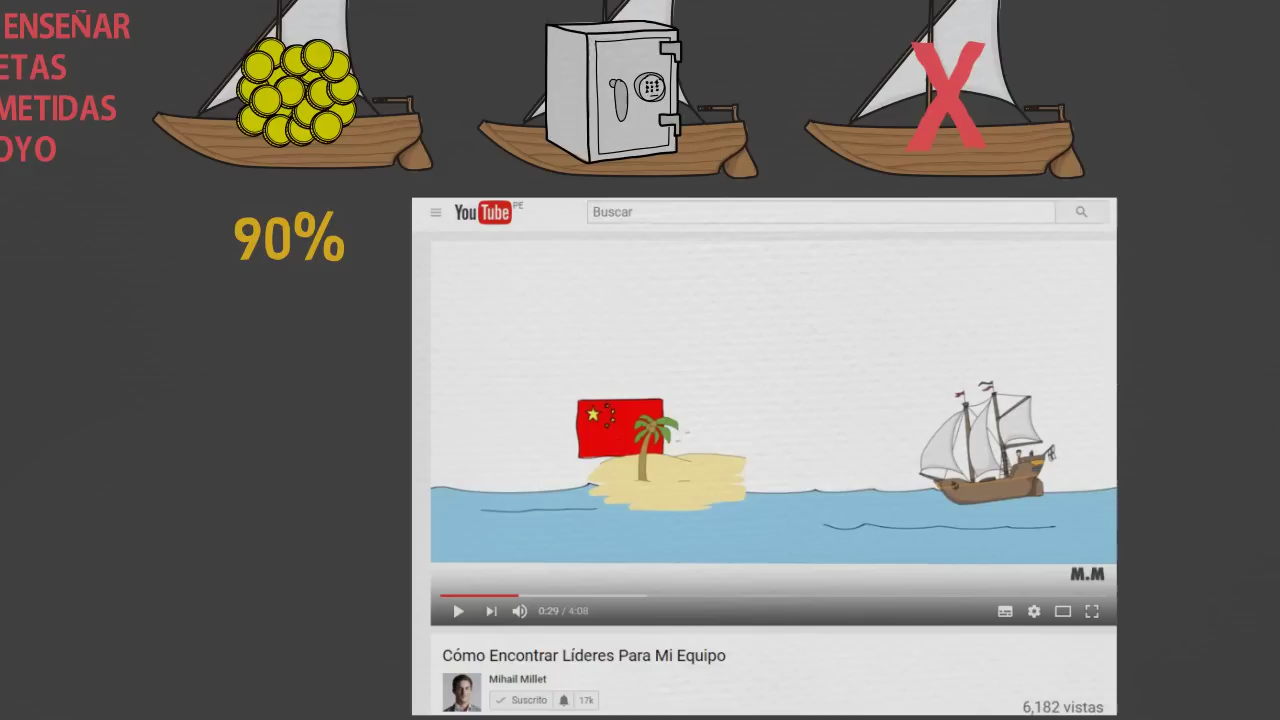 ENSEÑAR
ETAS
METIDAS
OYO
90%
YouTube PE
Buscar
M.M
0:29 / 4:08
Cómo Encontrar Líderes Para Mi Equipo
Mihail Millet
Suscrito 17k
6,182 vistas